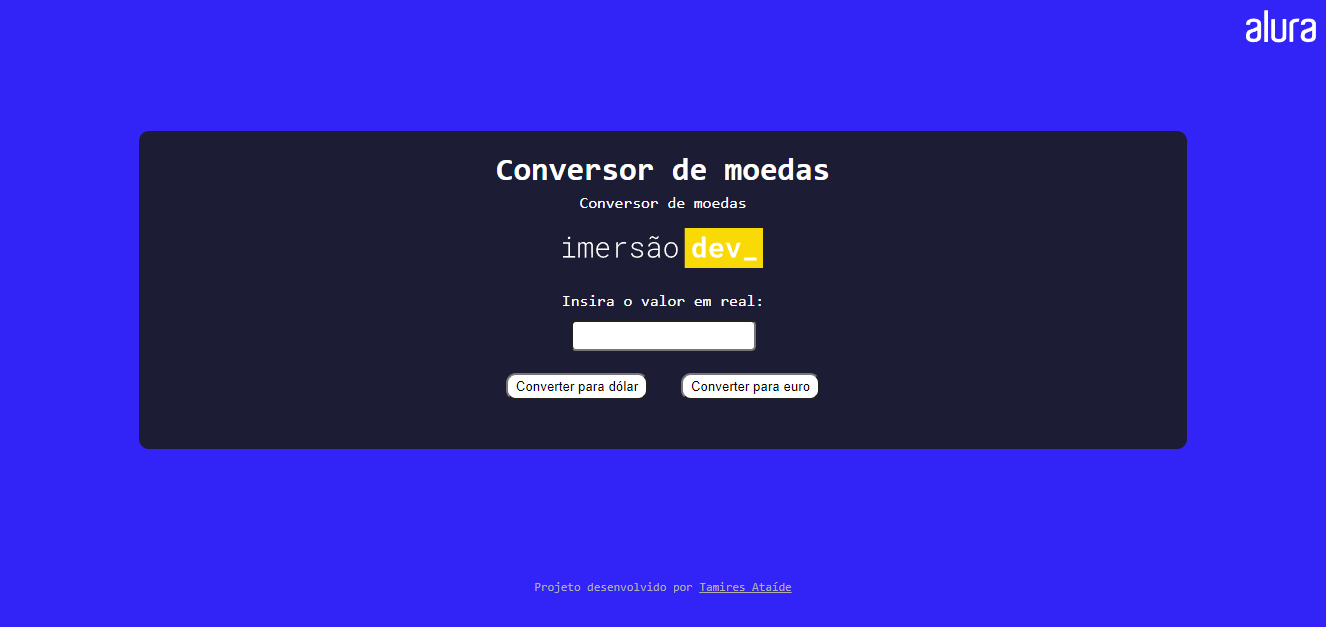 alura
Conversor de moedas
Conversor de moedas
imersão dev_
Insira o valor em real:
Converter para dólar Converter para euro
Projeto desenvolvido por Tamires Ataíde